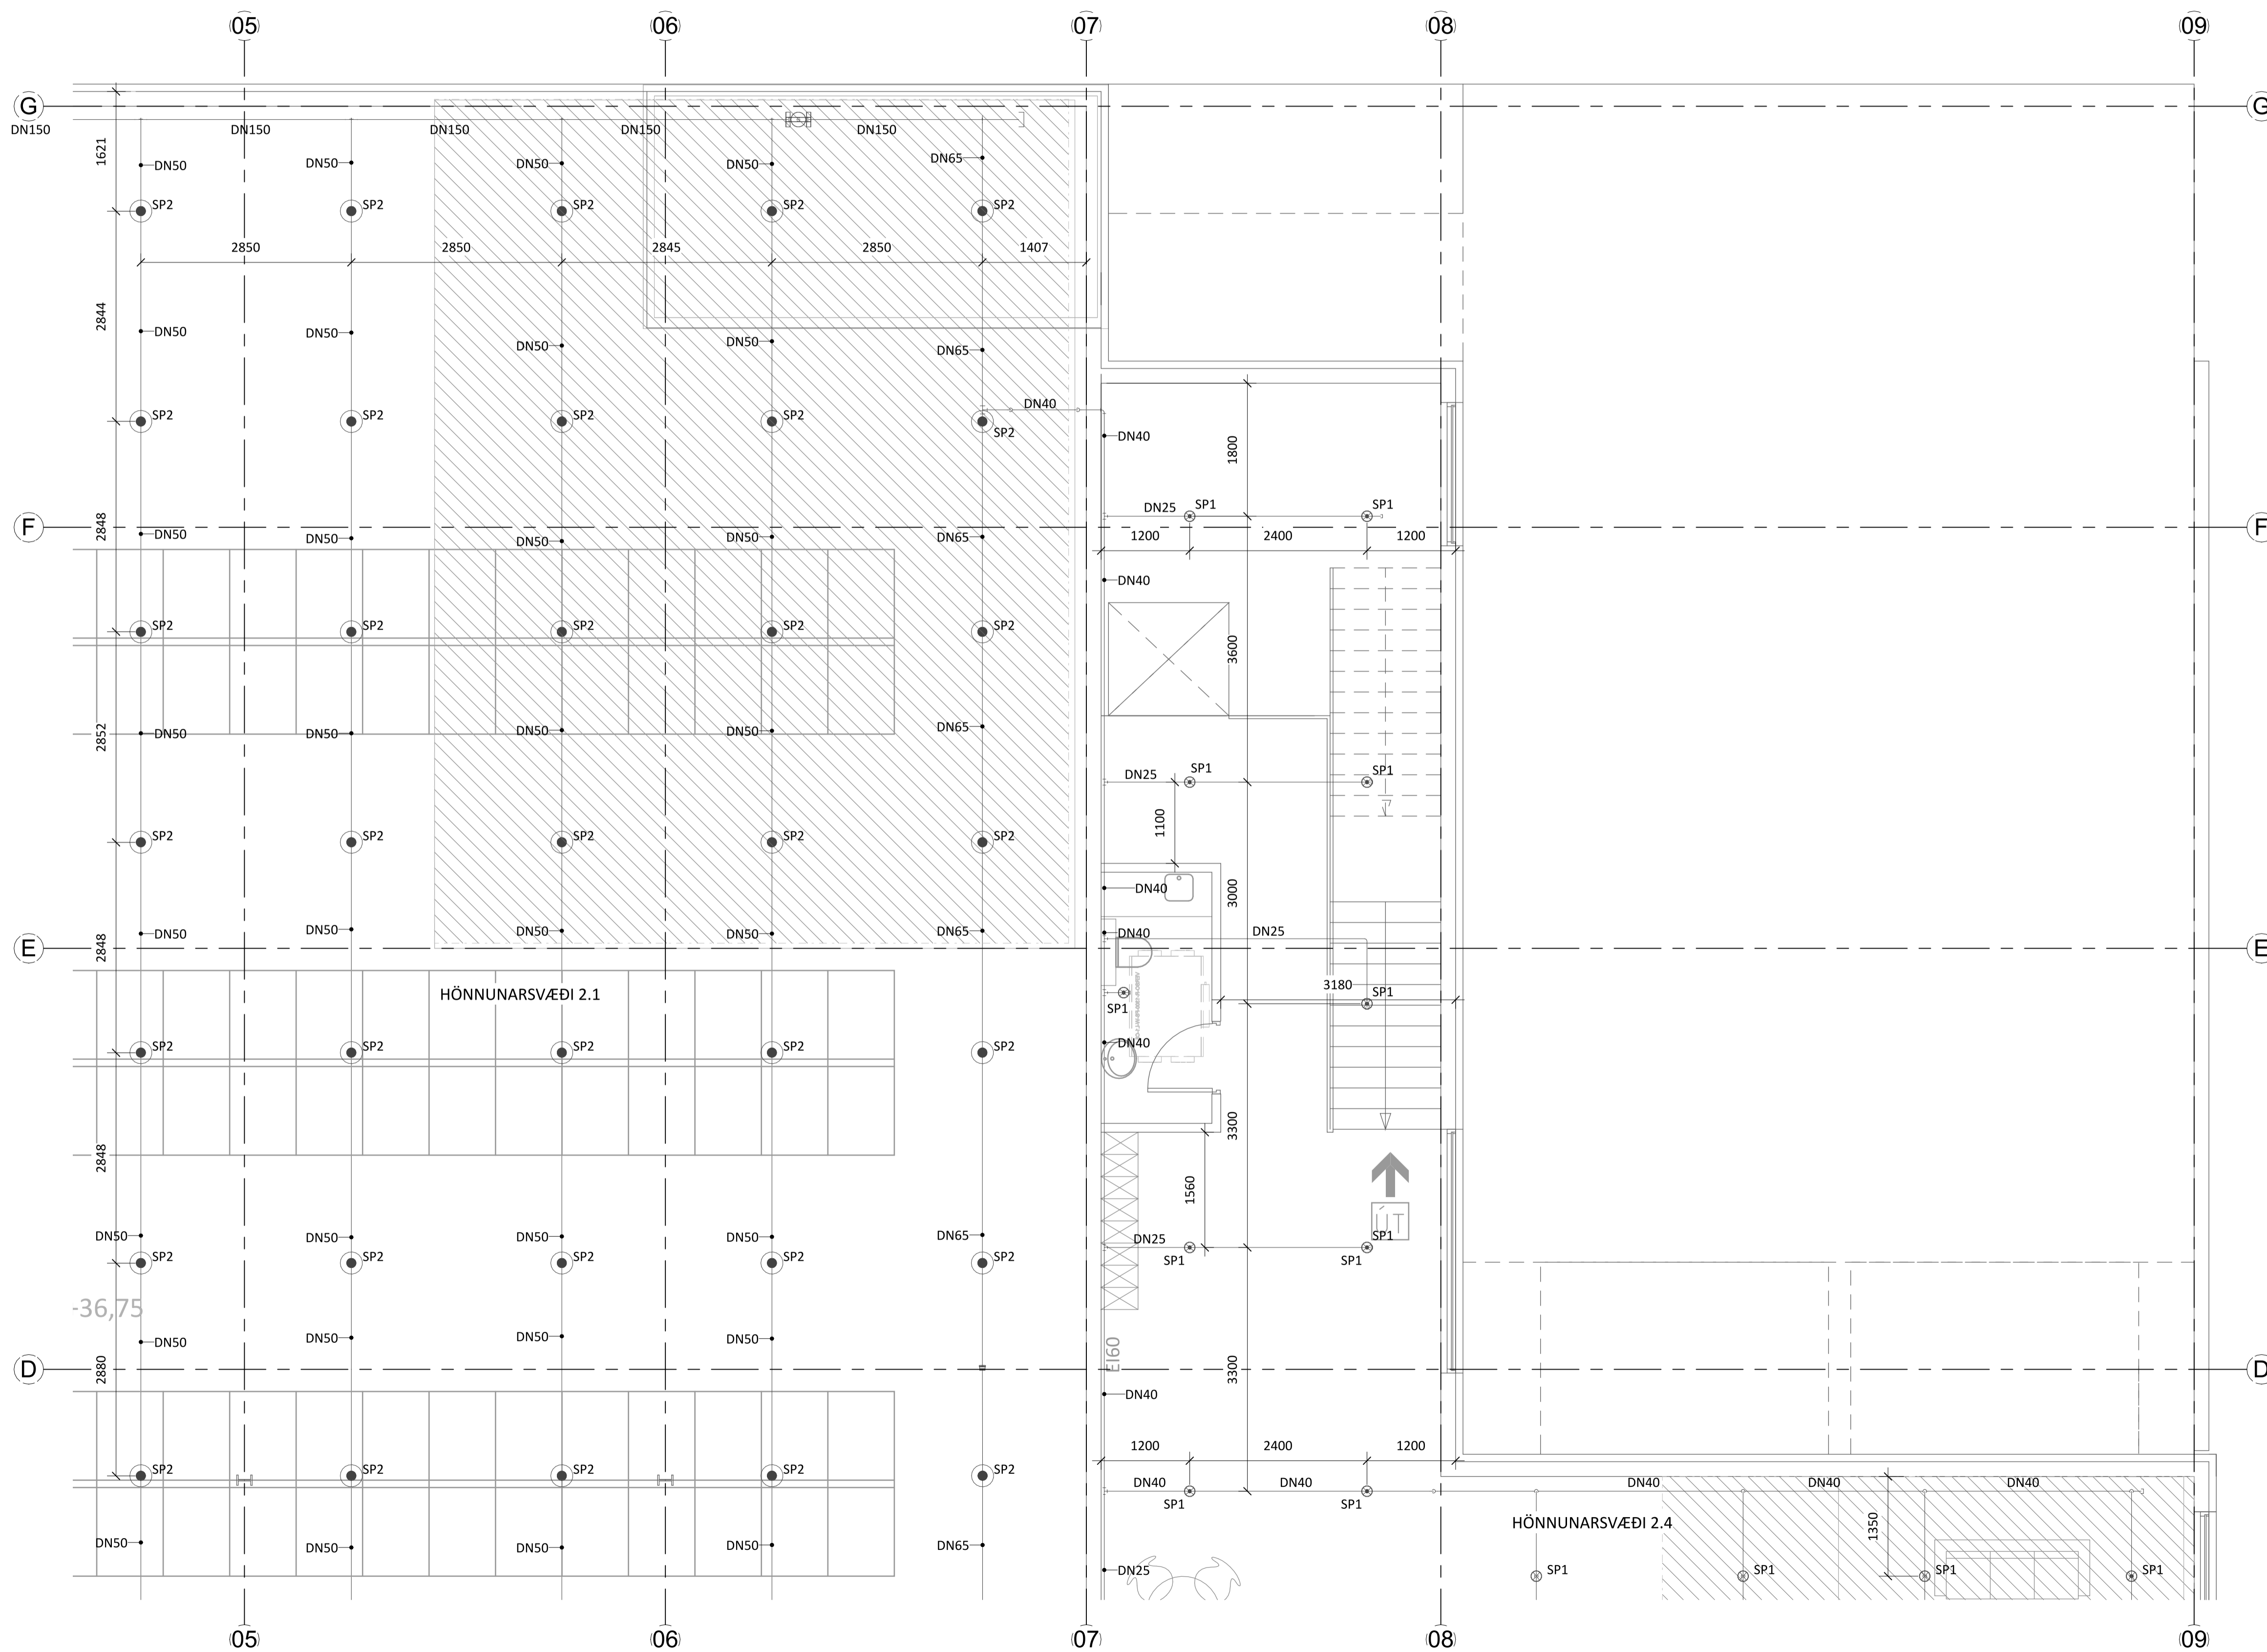 05 06 07 08 09
G G
DN150 DN150 DN150 DN150 DN150
1621
DN50 DN50 DN50 DN50 DN65
SP2 SP2 SP2 SP2 SP2
2850 2850 2845 2850 1407
2844
DN50 DN50 DN50 DN50 DN65
DN40
SP2 SP2 SP2 SP2 SP2
DN40
1800
DN25 SP1 SP1
F F
2848
DN50 DN50 DN50 DN50 DN65
1200 2400 1200
DN40
SP2 SP2 SP2 SP2 SP2
3600
2852
DN50 DN50 DN50 DN50 DN65
DN25 SP1 SP1
1100
SP2 SP2 SP2 SP2 SP2
DN40
3000
DN50 DN50 DN50 DN50 DN65
DN40
DN25
E E
2848
3180
HÖNNUNARSVÆÐI 2.1
SP1 SP1
DN40
SP2 SP2 SP2 SP2 SP2
3300
2848
1560
ÚT
DN50 DN50 DN50 DN50 DN65
DN25
SP1
SP1 SP1
SP2 SP2 SP2 SP2 SP2
-36,75
DN50 DN50 DN50 DN50
EI60
D D
2880
3300
DN40
1200 2400 1200
SP2 SP2 SP2 SP2 SP2
DN40 DN40 DN40 DN40 DN40
SP1 SP1
HÖNNUNARSVÆÐI 2.4
1350
DN50 DN50 DN50 DN50 DN65
DN25
SP1 SP1 SP1 SP1
05 06 07 08 09